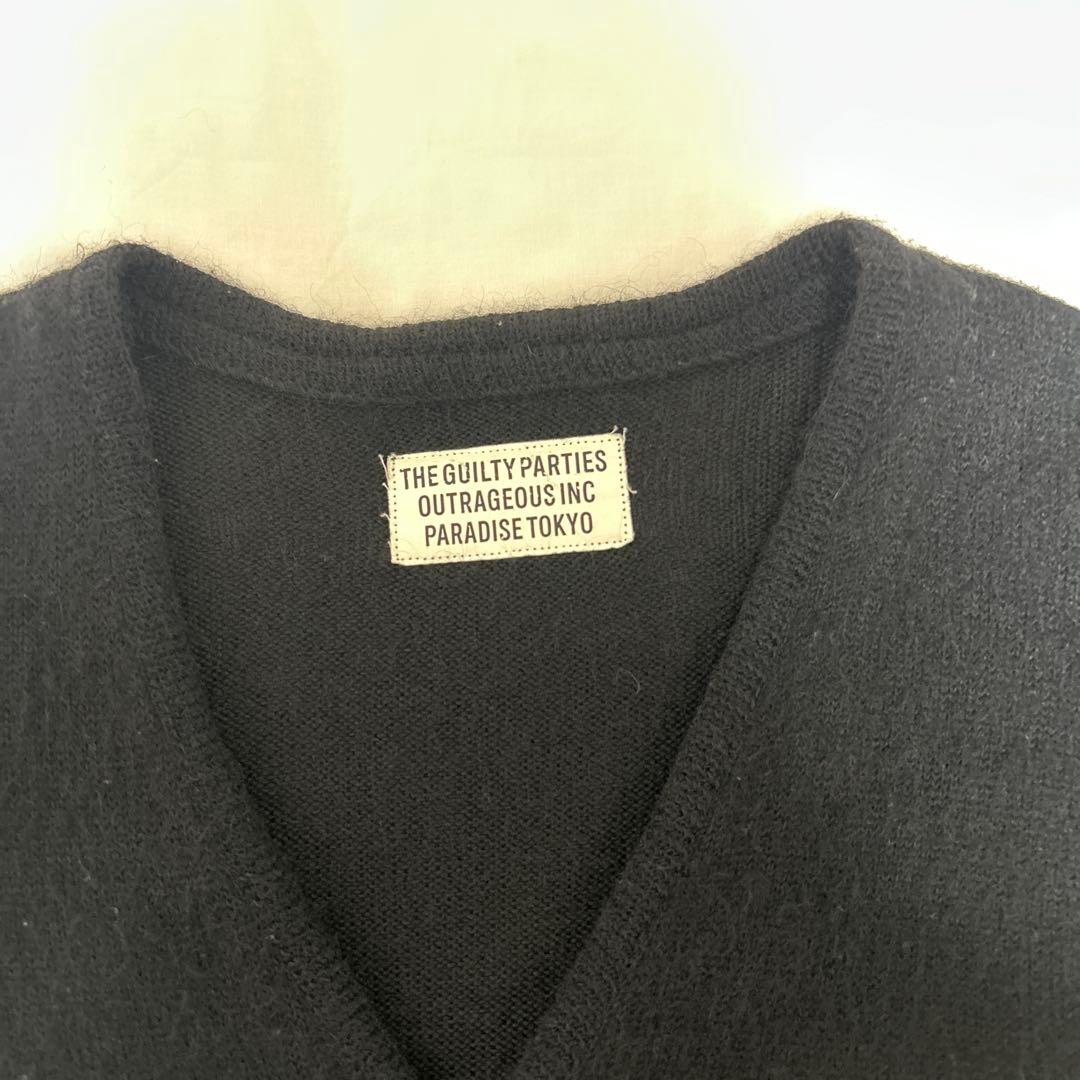 THE GUILTY PARTIES
OUTRAGEOUS INC
PARADISE TOKYO